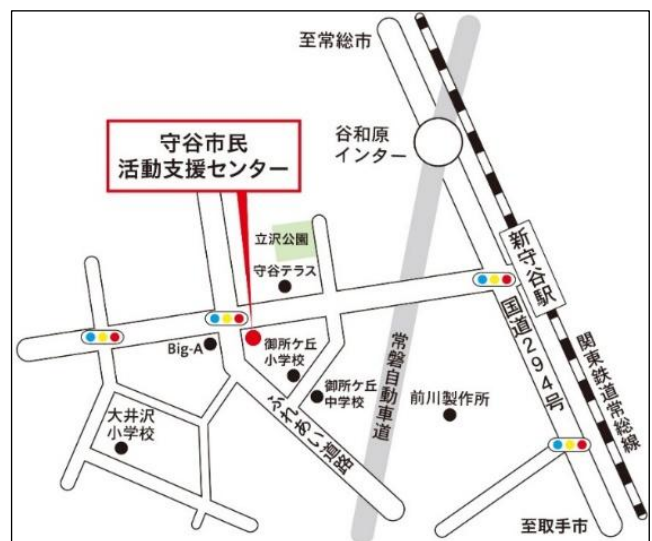 至常総市
谷和原
インター
守谷市民
活動支援センター
立沢公園
守谷テラス
新守谷駅
Big-A
御所ケ丘
小学校
御所ケ丘
中学校
常磐自動車道
前川製作所
国道294号
関東鉄道常総線
大井沢
小学校
ふれあい道路
至取手市